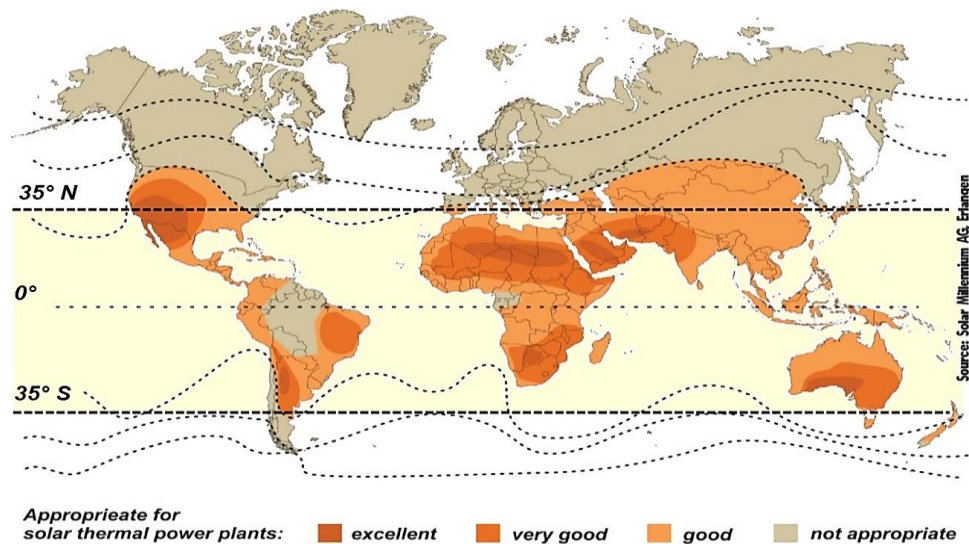 35° N
0°
35° S
Source: Solar Millennium AG, Erlangen
Approprieate for
solar thermal power plants: excellent very good good not appropriate